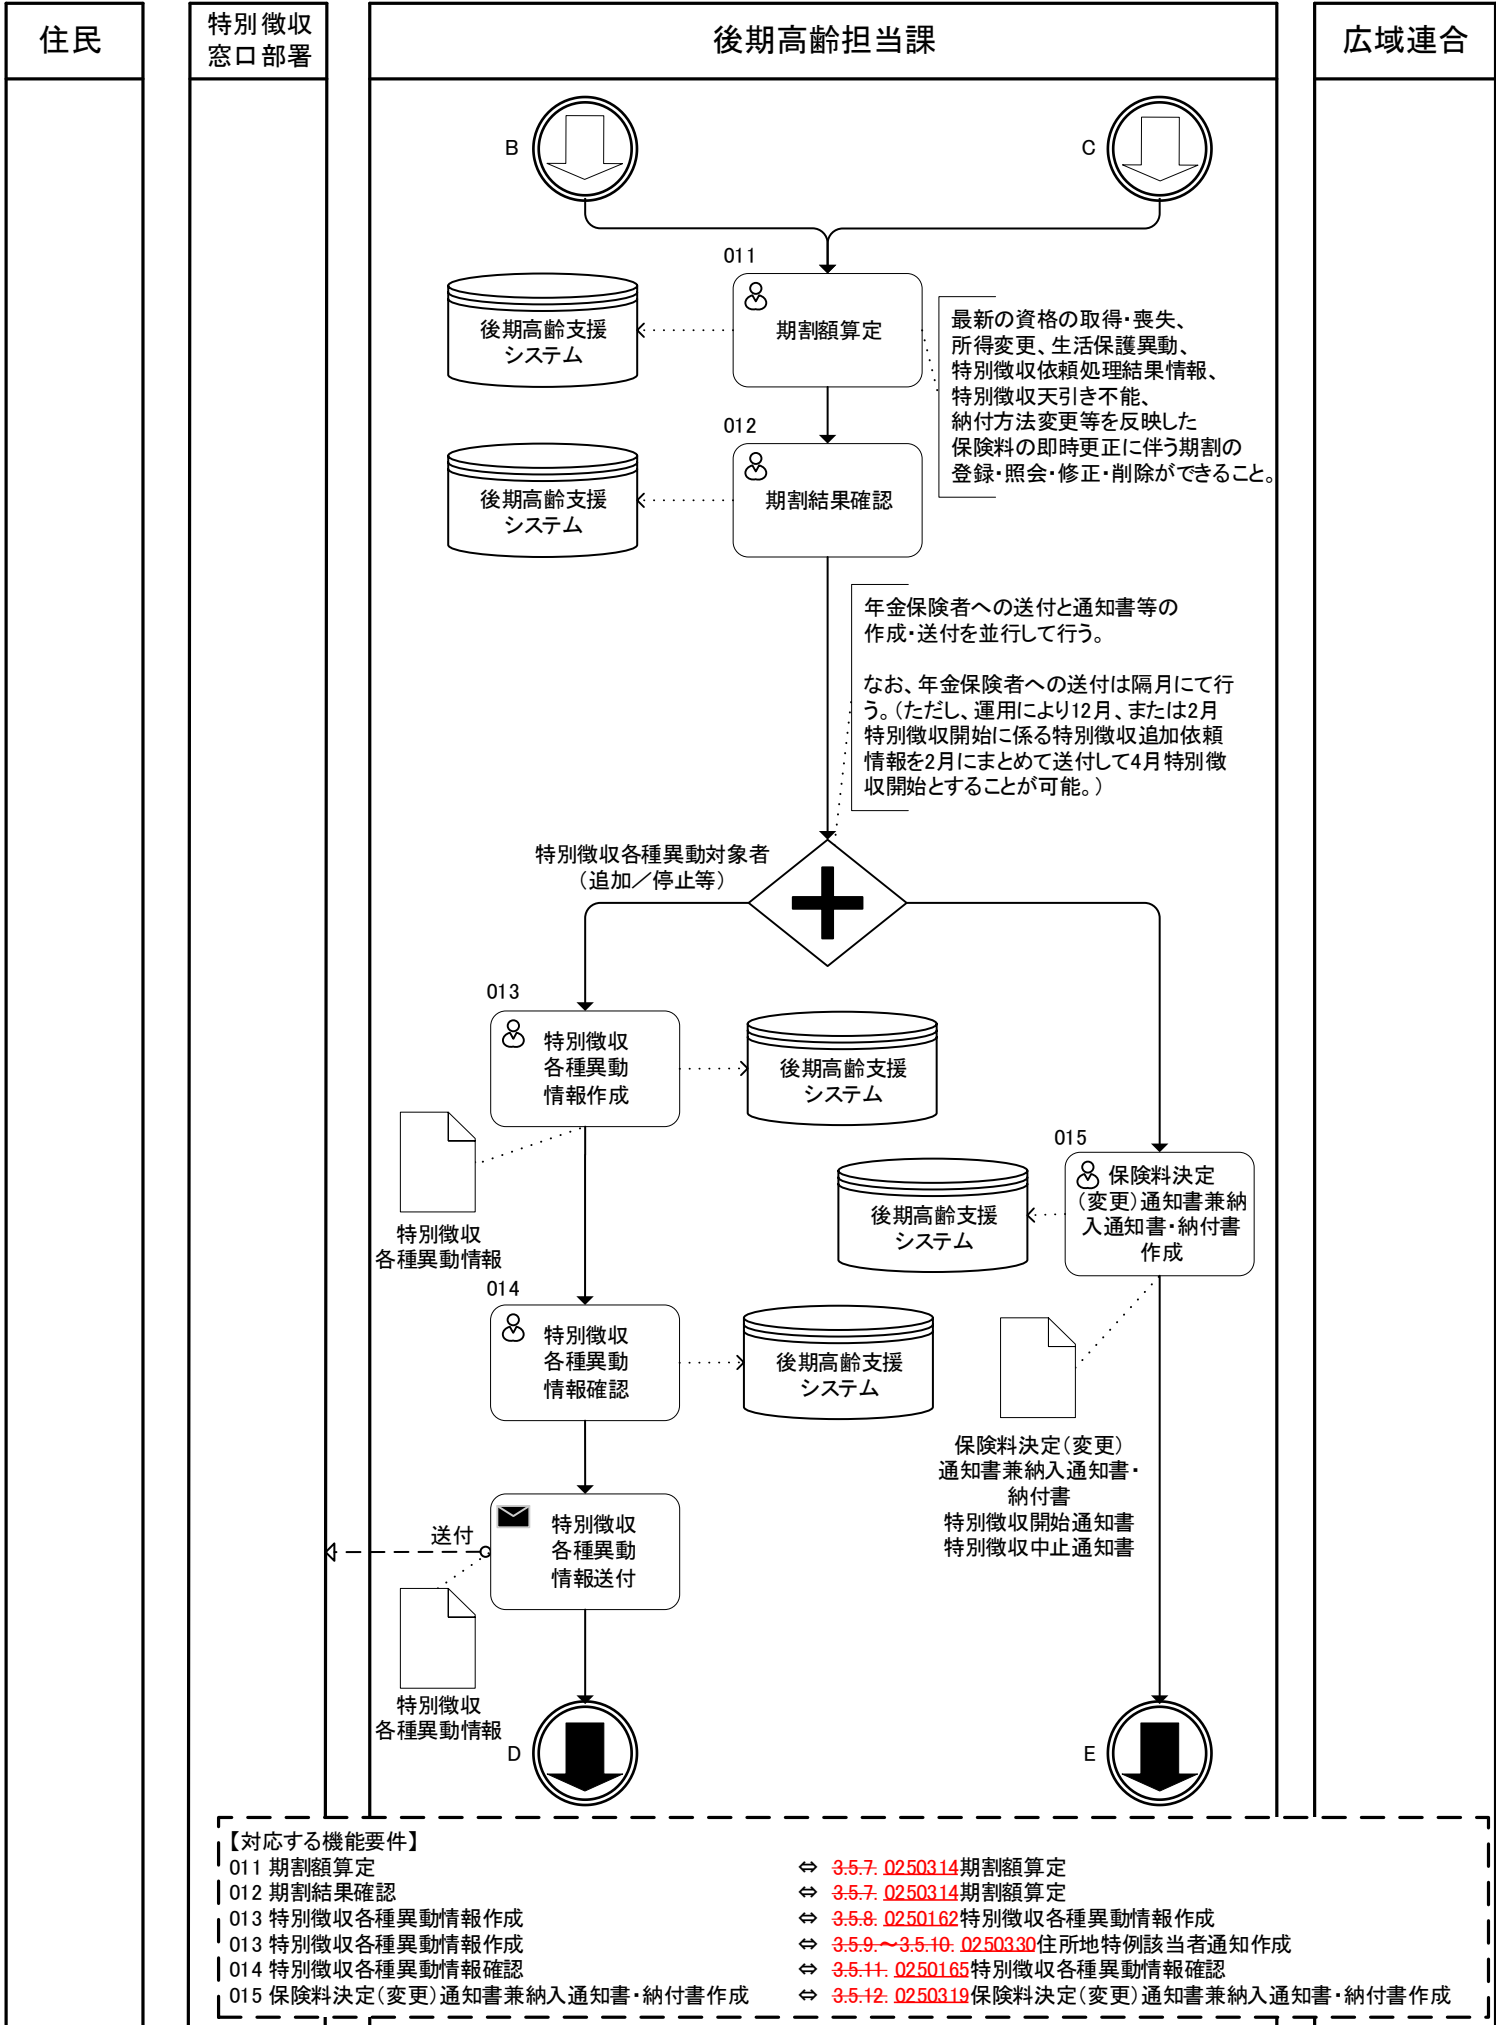 住民
特別徴収
窓口部署
後期高齢担当課
広域連合
B
C
011
期割額算定
後期高齢支援
システム
最新の資格の取得・喪失、
所得変更、生活保護異動、
特別徴収依頼処理結果情報、
特別徴収天引き不能、
納付方法変更等を反映した
保険料の即時更正に伴う期割の
登録・照会・修正・削除ができること。
012
期割結果確認
後期高齢支援
システム
年金保険者への送付と通知書等の
作成・送付を並行して行う。
なお、年金保険者への送付は隔月にて行
う。（ただし、運用により12月、または2月
特別徴収開始に係る特別徴収追加依頼
情報を2月にまとめて送付して4月特別徴
収開始とすることが可能。）
特別徴収各種異動対象者
（追加／停止等）
013
特別徴収
各種異動
情報作成
後期高齢支援
システム
特別徴収
各種異動情報
015
保険料決定
（変更）通知書兼納
入通知書・納付書
作成
後期高齢支援
システム
014
特別徴収
各種異動
情報確認
後期高齢支援
システム
保険料決定（変更）
通知書兼納入通知書・
納付書
特別徴収開始通知書
特別徴収中止通知書
送付
特別徴収
各種異動
情報送付
特別徴収
各種異動情報
D
E
【対応する機能要件】
011 期割額算定 ⇔ 3.5.7. 0250314期割額算定
012 期割結果確認 ⇔ 3.5.7. 0250314期割額算定
013 特別徴収各種異動情報作成 ⇔ 3.5.8. 0250162特別徴収各種異動情報作成
013 特別徴収各種異動情報作成 ⇔ 3.5.9.～3.5.10. 0250330住所地特例該当者通知作成
014 特別徴収各種異動情報確認 ⇔ 3.5.11. 0250165特別徴収各種異動情報確認
015 保険料決定（変更）通知書兼納入通知書・納付書作成 ⇔ 3.5.12. 0250319保険料決定（変更）通知書兼納入通知書・納付書作成